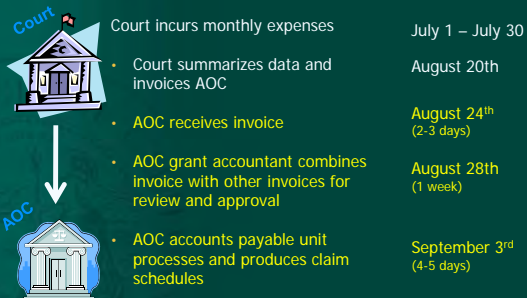 Court
Court incurs monthly expenses
July 1 – July 30
• Court summarizes data and
invoices AOC
August 20th
• AOC receives invoice
August 24th
(2-3 days)
• AOC grant accountant combines
invoice with other invoices for
review and approval
August 28th
(1 week)
AOC
• AOC accounts payable unit
processes and produces claim
schedules
September 3rd
(4-5 days)